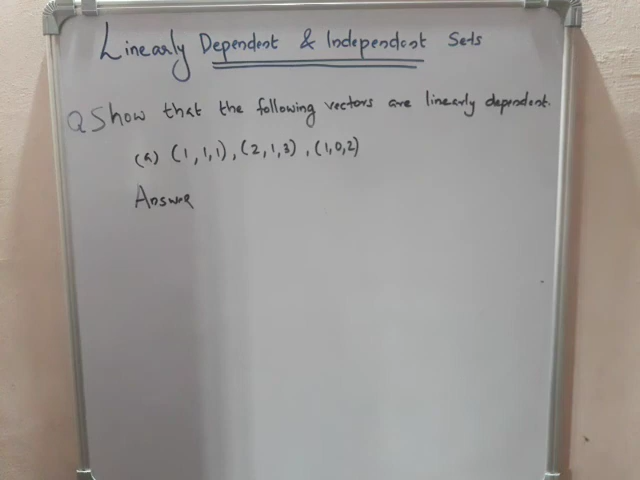 Linearly Dependent & Independent Sets
Q Show that the following vectors are linearly dependent.
(a) (1,1,1), (2,1,3), (1,0,2)
Answer